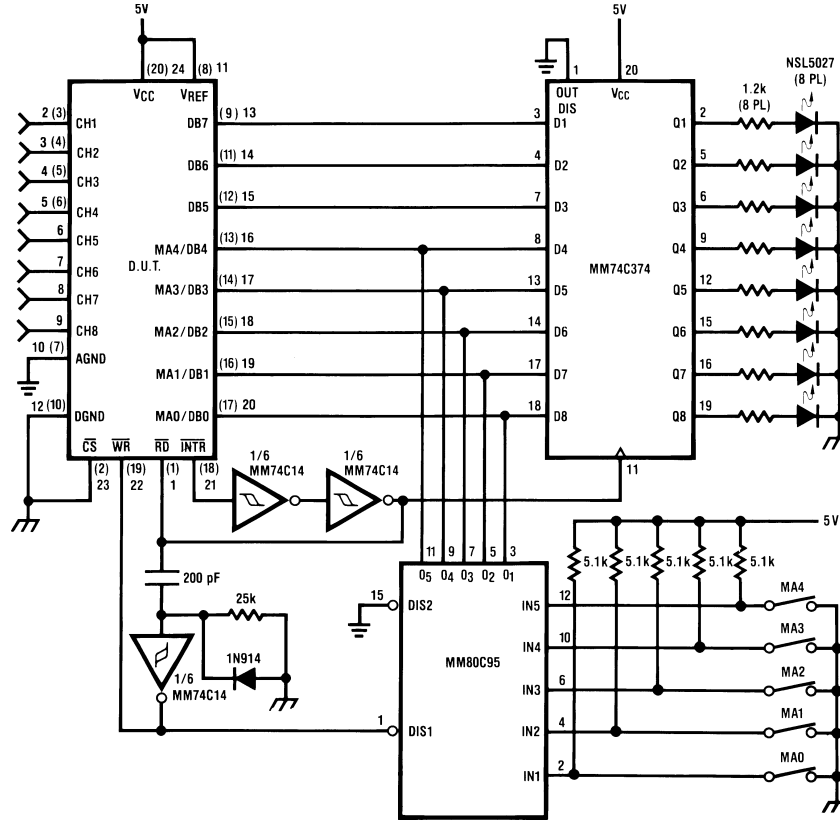 5V
5V
(20) 24
(8) 11
VCC
VREF
1
20
OUT
DIS
VCC
NSL5027
(8 PL)
1.2k
(8 PL)
2 (3)
CH1
DB7
(9) 13
3
D1
Q1
2
3 (4)
CH2
DB6
(11) 14
4
D2
Q2
5
4 (5)
CH3
DB5
(12) 15
7
D3
Q3
6
5 (6)
CH4
MA4/DB4
(13) 16
8
D4
Q4
9
6
CH5
D.U.T.
MM74C374
7
CH6
MA3/DB3
(14) 17
13
D5
Q5
12
8
CH7
9
CH8
MA2/DB2
(15) 18
14
D6
Q6
15
10 (7)
AGND
MA1/DB1
(16) 19
17
D7
Q7
16
12 (10)
DGND
MA0/DB0
(17) 20
18
D8
Q8
19
CS
WR
RD
INTR
(2)
23
(19)
22
(1)
1
(18)
21
1/6
MM74C14
1/6
MM74C14
11
200 pF
25k
1N914
1/6
MM74C14
11
9
7
5
3
O5
O4
O3
O2
O1
5V
5.1k
5.1k
5.1k
5.1k
5.1k
15
DIS2
IN5
12
MA4
MM80C95
IN4
10
MA3
IN3
6
MA2
1
DIS1
IN2
4
MA1
IN1
2
MA0